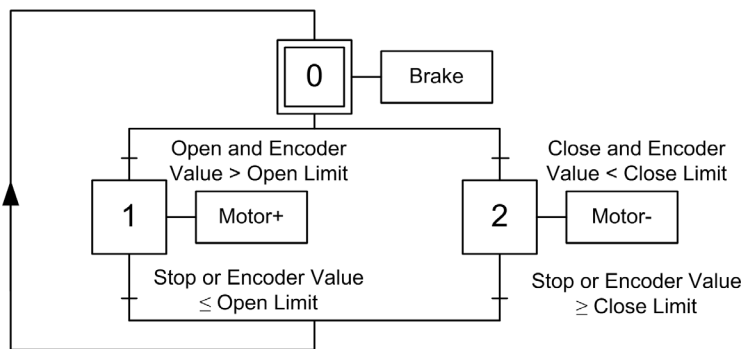 0
Brake
Open and Encoder
Value > Open Limit
Close and Encoder
Value < Close Limit
1
Motor+
2
Motor-
Stop or Encoder Value
≤ Open Limit
Stop or Encoder Value
≥ Close Limit